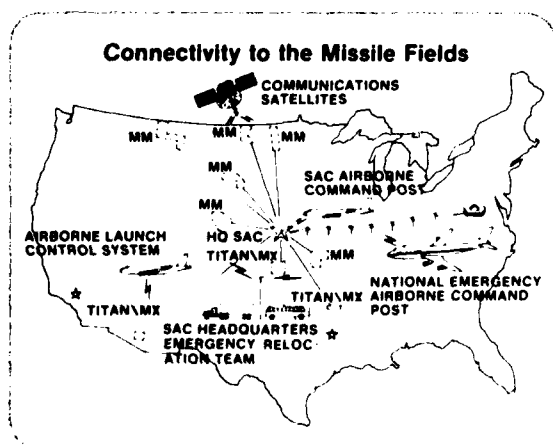 Connectivity to the Missile Fields
COMMUNICATIONS
SATELLITES
MM
MM
MM
MM
SAC AIRBORNE
COMMAND POST
MM
AIRBORNE LAUNCH
CONTROL SYSTEM
HQ SAC
TITAN\MX
MM
NATIONAL EMERGENCY
AIRBORNE COMMAND
POST
TITAN\MX
TITAN\MX
SAC HEADQUARTERS
EMERGENCY RELOC-
ATION TEAM